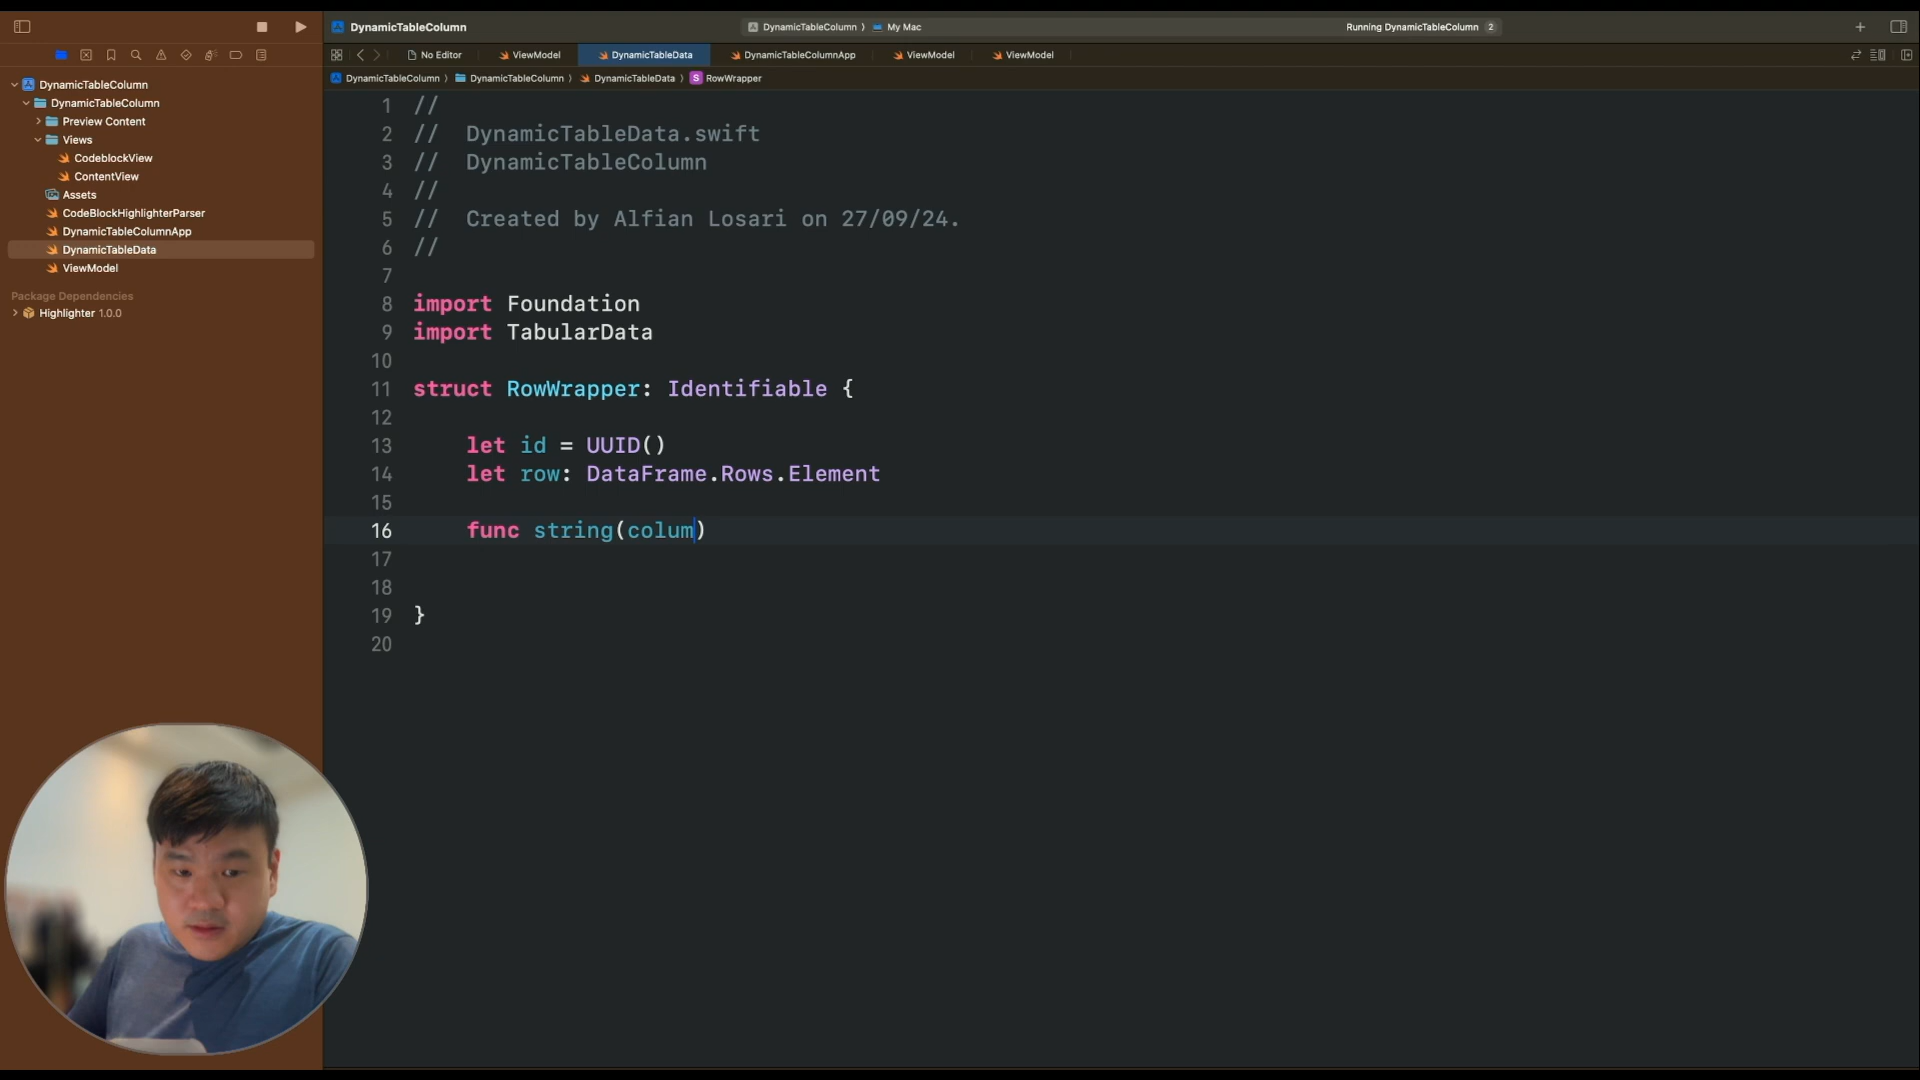 DynamicTableColumn
DynamicTableColumn 〉 My Mac
Running DynamicTableColumn 2
No Editor
ViewModel
DynamicTableData
DynamicTableColumnApp
ViewModel
ViewModel
DynamicTableColumn 〉 DynamicTableColumn 〉 DynamicTableData 〉 S RowWrapper
DynamicTableColumn
DynamicTableColumn
Preview Content
Views
CodeblockView
ContentView
Assets
CodeBlockHighlighterParser
DynamicTableColumnApp
DynamicTableData
ViewModel
Package Dependencies
Highlighter 1.0.0
1 //
2 // DynamicTableData.swift
3 // DynamicTableColumn
4 //
5 // Created by Alfian Losari on 27/09/24.
6 //
7
8 import Foundation
9 import TabularData
10
11 struct RowWrapper: Identifiable {
12
13 let id = UUID()
14 let row: DataFrame.Rows.Element
15
16 func string(colum)
17
18
19 }
20